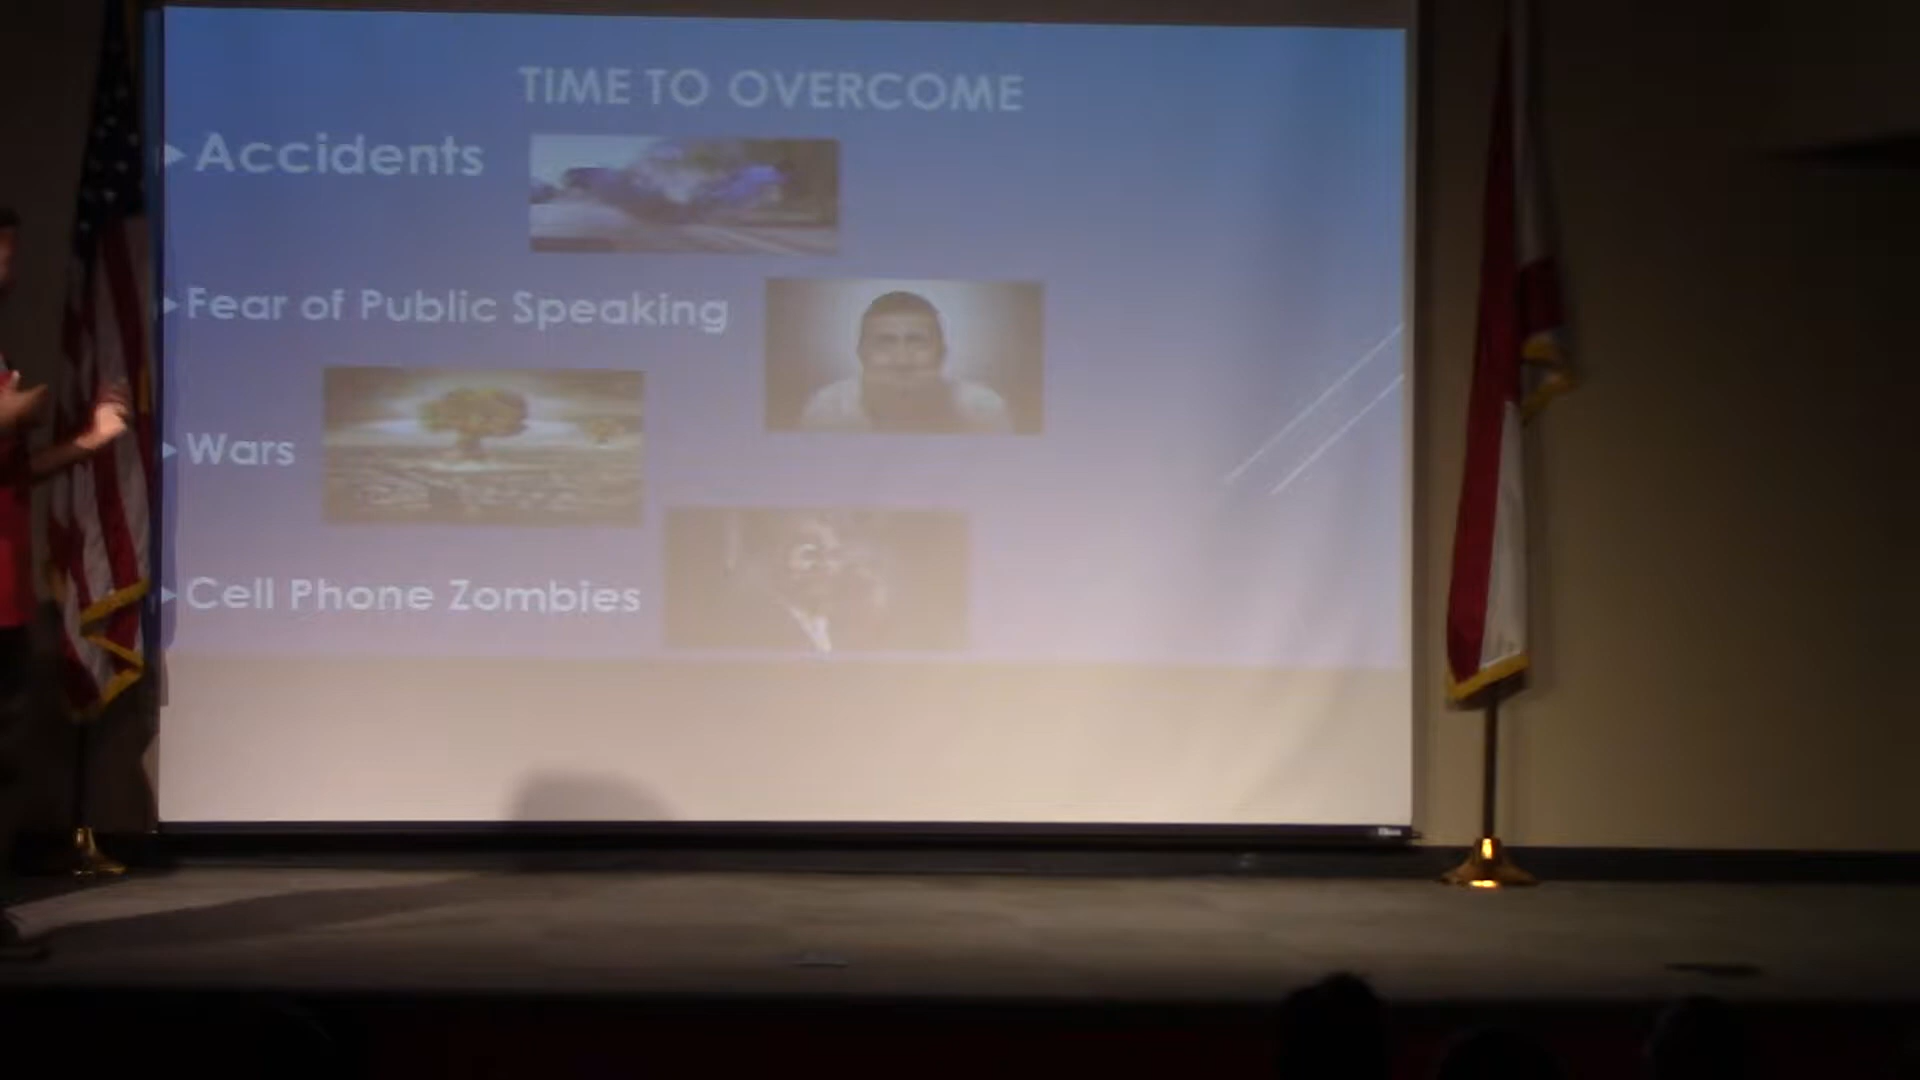 TIME TO OVERCOME
Accidents
Fear of Public Speaking
Wars
Cell Phone Zombies